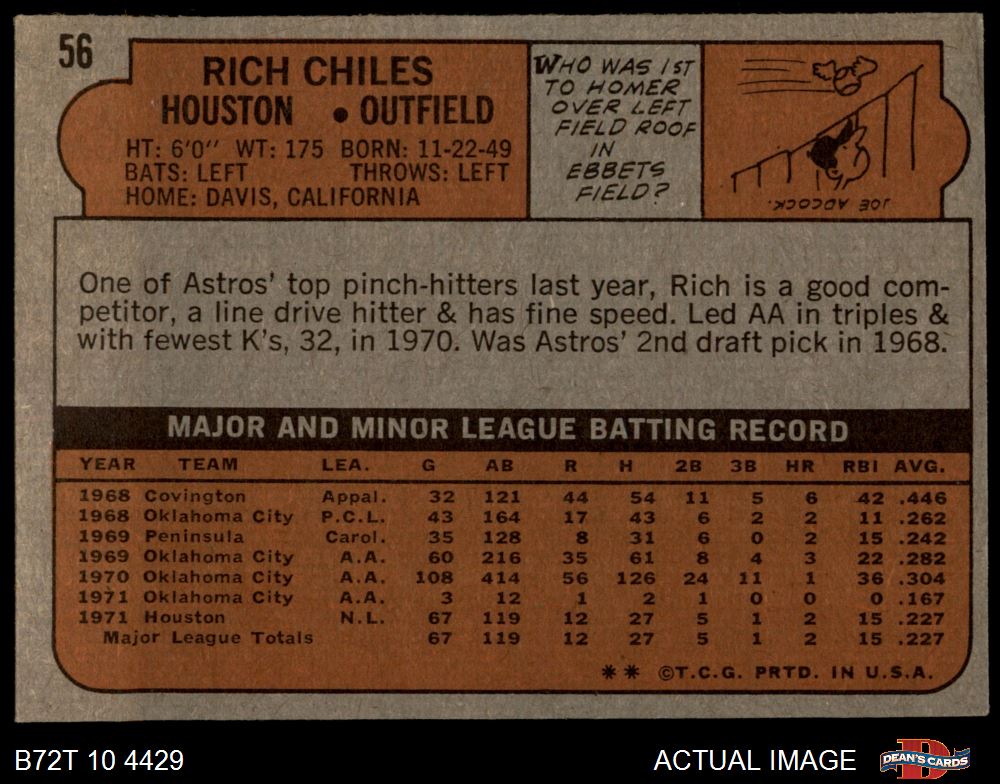 56
RICH CHILES
HOUSTON • OUTFIELD
HT: 6'0" WT: 175 BORN: 11-22-49
BATS: LEFT THROWS: LEFT
HOME: DAVIS, CALIFORNIA
WHO WAS 1ST
TO HOMER
OVER LEFT
FIELD ROOF
IN
EBBETS
FIELD?
JOE ADCOCK.
One of Astros' top pinch-hitters last year, Rich is a good com-
petitor, a line drive hitter & has fine speed. Led AA in triples &
with fewest K's, 32, in 1970. Was Astros' 2nd draft pick in 1968.
MAJOR AND MINOR LEAGUE BATTING RECORD
YEAR TEAM LEA. G AB R H 2B 3B HR RBI AVG.
1968 Covington Appal. 32 121 44 54 11 5 6 42 .446
1968 Oklahoma City P.C.L. 43 164 17 43 6 2 2 11 .262
1969 Peninsula Carol. 35 128 8 31 6 0 2 15 .242
1969 Oklahoma City A.A. 60 216 35 61 8 4 3 22 .282
1970 Oklahoma City A.A. 108 414 56 126 24 11 1 36 .304
1971 Oklahoma City A.A. 3 12 1 2 1 0 0 0 .167
1971 Houston N.L. 67 119 12 27 5 1 2 15 .227
Major League Totals 67 119 12 27 5 1 2 15 .227
** ©T.C.G. PRTD. IN U.S.A.
B72T 10 4429
ACTUAL IMAGE
D
DEAN'S CARDS